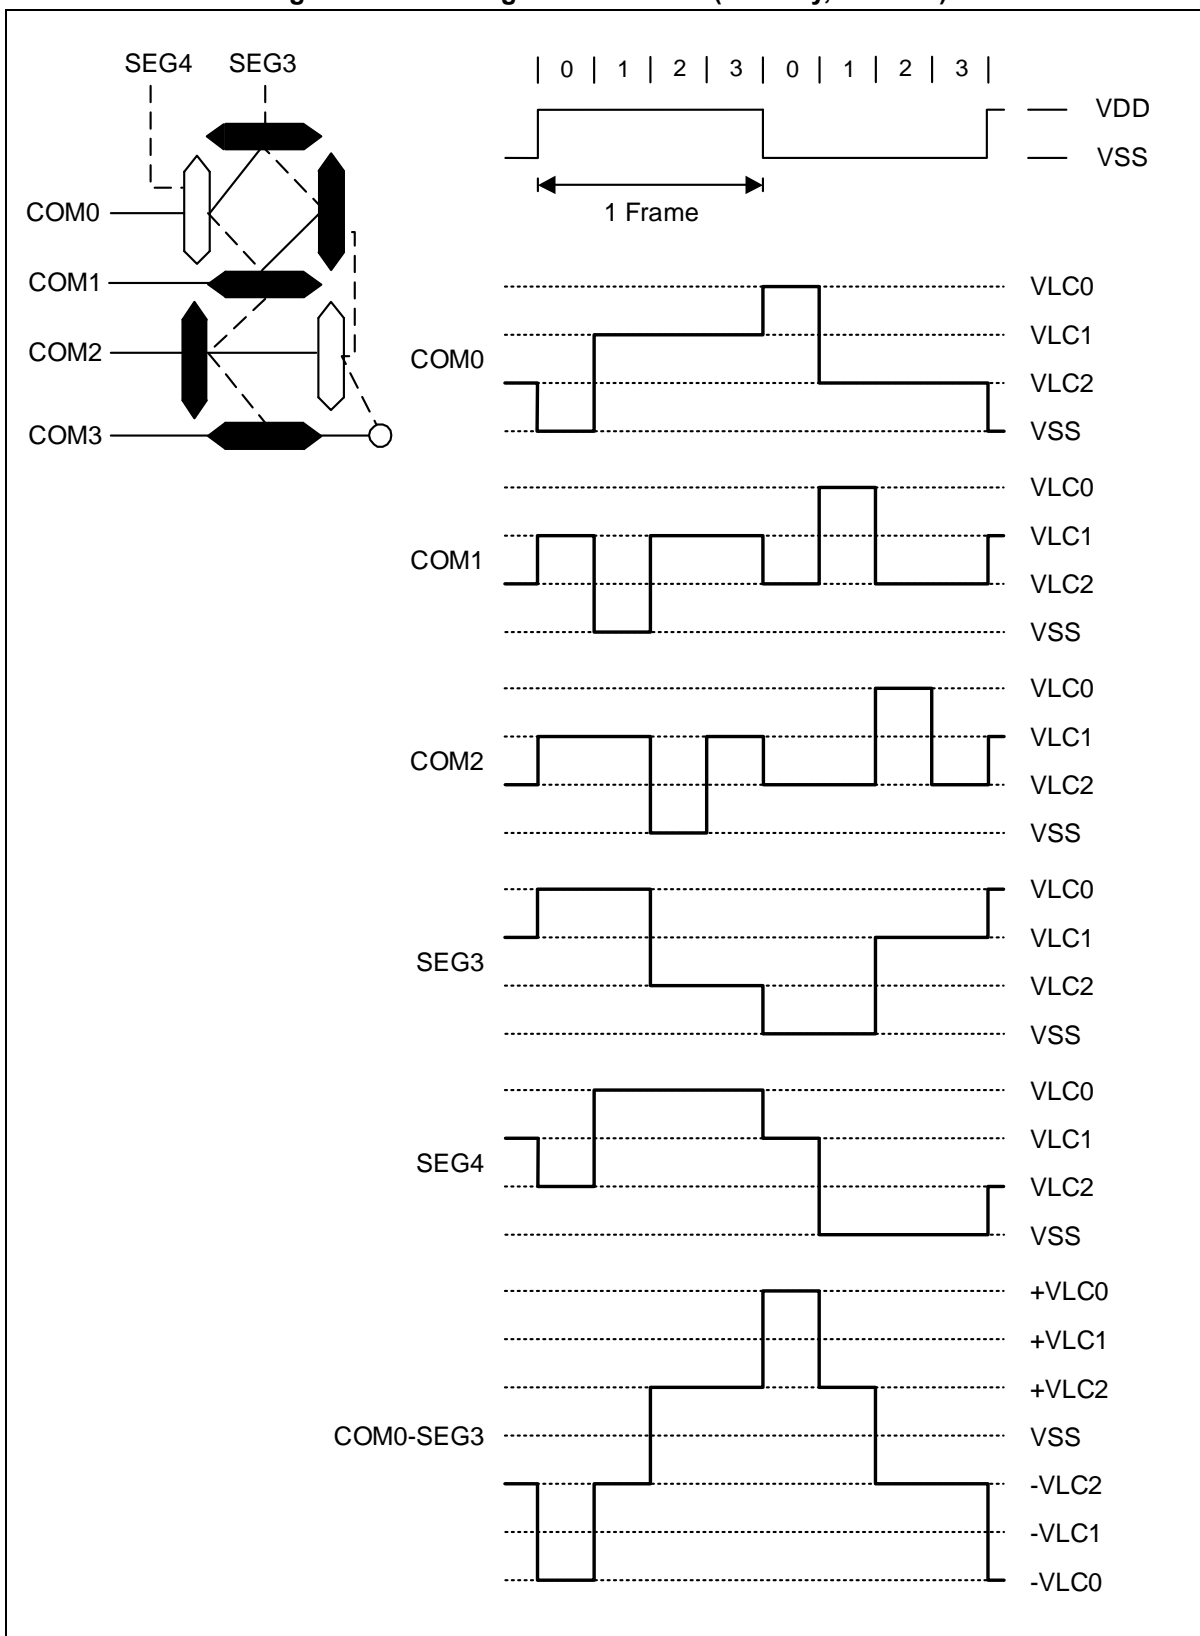 SEG4 SEG3
0 1 2 3 0 1 2 3
VDD
VSS
1 Frame
COM0
COM1
COM2
COM3
COM0
VLC0
VLC1
VLC2
VSS
COM1
VLC0
VLC1
VLC2
VSS
COM2
VLC0
VLC1
VLC2
VSS
SEG3
VLC0
VLC1
VLC2
VSS
SEG4
VLC0
VLC1
VLC2
VSS
COM0-SEG3
+VLC0
+VLC1
+VLC2
VSS
-VLC2
-VLC1
-VLC0